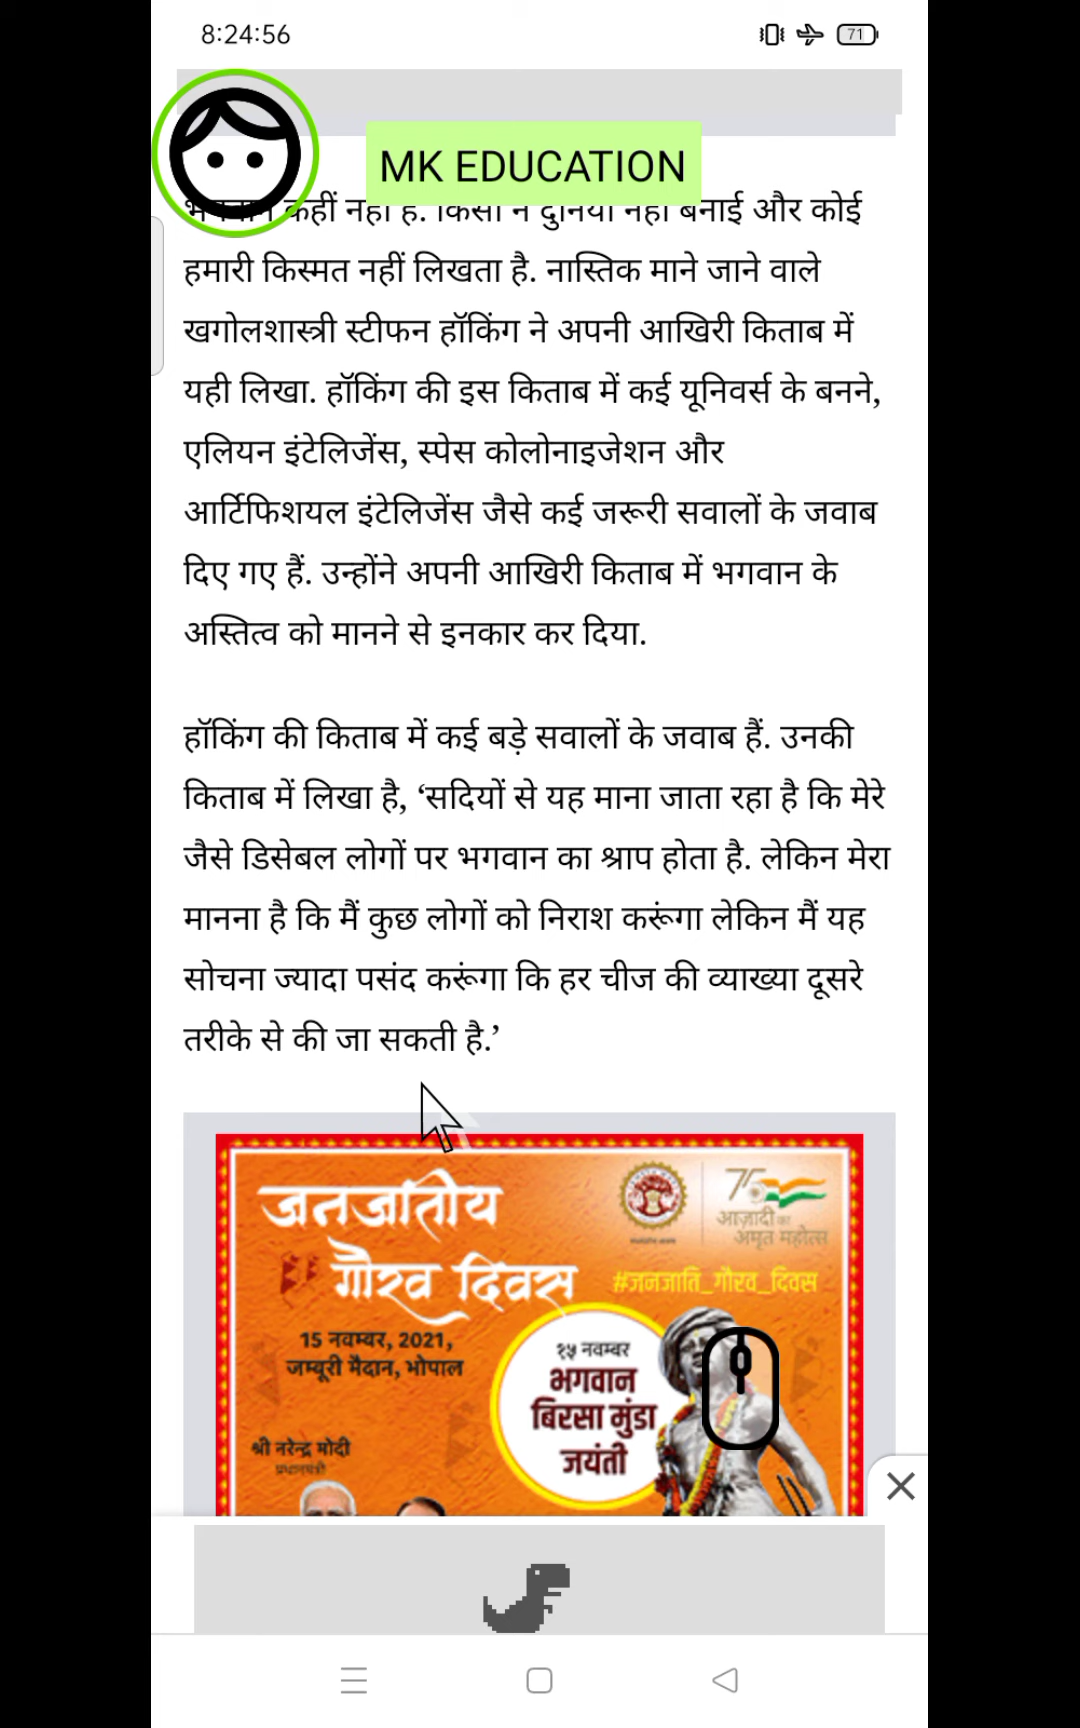 8:24:56
71
MK EDUCATION
कहीं नहीं है. किसी ने दुनिया नहीं बनाई और कोई
हमारी किस्मत नहीं लिखता है. नास्तिक माने जाने वाले
खगोलशास्त्री स्टीफन हॉकिंग ने अपनी आखिरी किताब में
यही लिखा. हॉकिंग की इस किताब में कई यूनिवर्स के बनने,
एलियन इंटेलिजेंस, स्पेस कोलोनाइजेशन और
आर्टिफिशयल इंटेलिजेंस जैसे कई जरूरी सवालों के जवाब
दिए गए हैं. उन्होंने अपनी आखिरी किताब में भगवान के
अस्तित्व को मानने से इनकार कर दिया.
हॉकिंग की किताब में कई बड़े सवालों के जवाब हैं. उनकी
किताब में लिखा है, ‘सदियों से यह माना जाता रहा है कि मेरे
जैसे डिसेबल लोगों पर भगवान का श्राप होता है. लेकिन मेरा
मानना है कि मैं कुछ लोगों को निराश करूंगा लेकिन मैं यह
सोचना ज्यादा पसंद करूंगा कि हर चीज की व्याख्या दूसरे
तरीके से की जा सकती है.’
जनजातीय
गौरव दिवस
75
आज़ादी का
अमृत महोत्स
#जनजाति_गौरव_दिवस
15 नवम्बर, 2021,
जम्बूरी मैदान, भोपाल
१५ नवम्बर
भगवान
बिरसा मुंडा
जयंती
श्री नरेन्द्र मोदी
प्रधानमंत्री